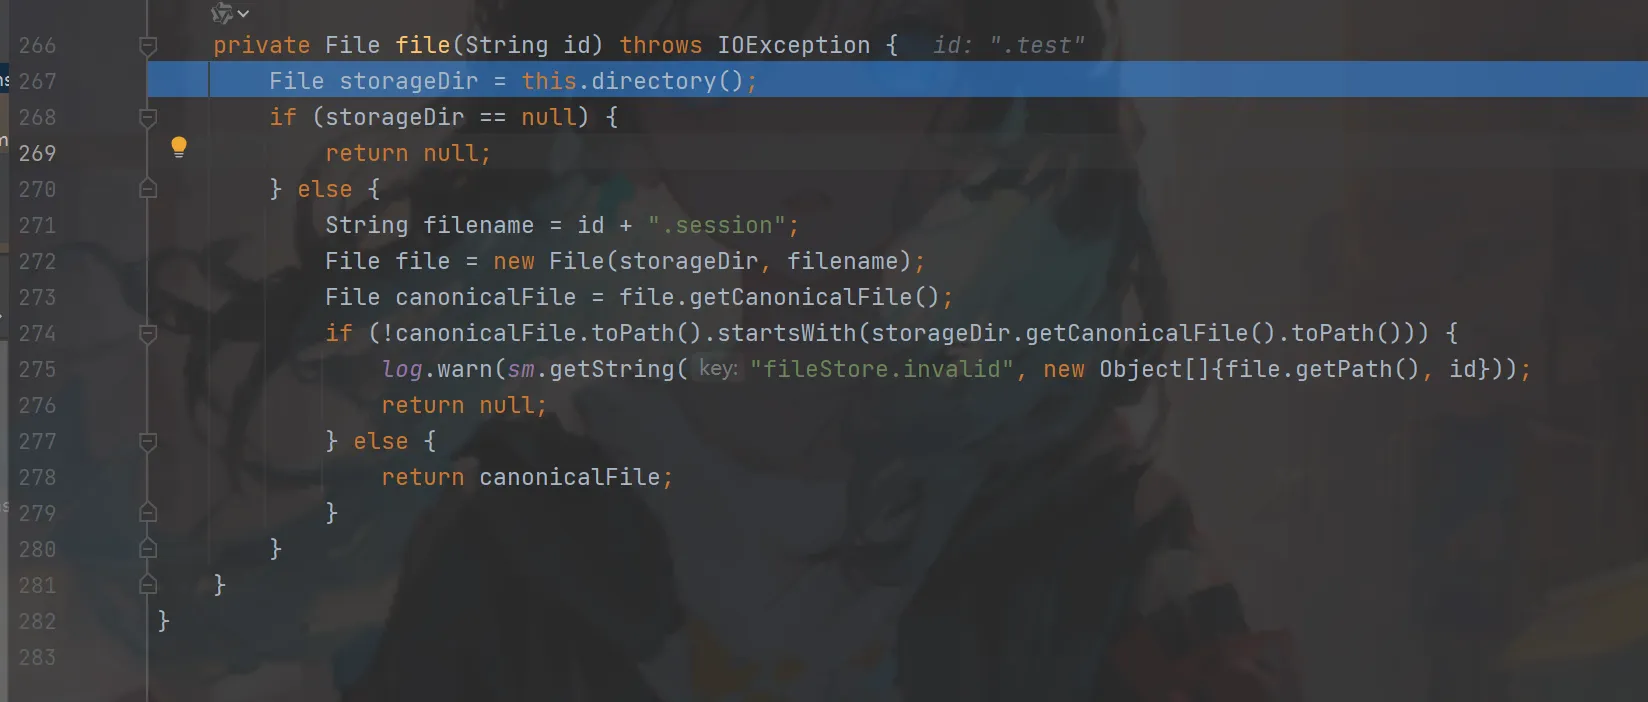 266 private File file(String id) throws IOException { id: ".test"
267 File storageDir = this.directory();
268 if (storageDir == null) {
269 return null;
270 } else {
271 String filename = id + ".session";
272 File file = new File(storageDir, filename);
273 File canonicalFile = file.getCanonicalFile();
274 if (!canonicalFile.toPath().startsWith(storageDir.getCanonicalFile().toPath())) {
275 log.warn(sm.getString( key: "fileStore.invalid", new Object[]{file.getPath(), id}));
276 return null;
277 } else {
278 return canonicalFile;
279 }
280 }
281 }
282 }
283